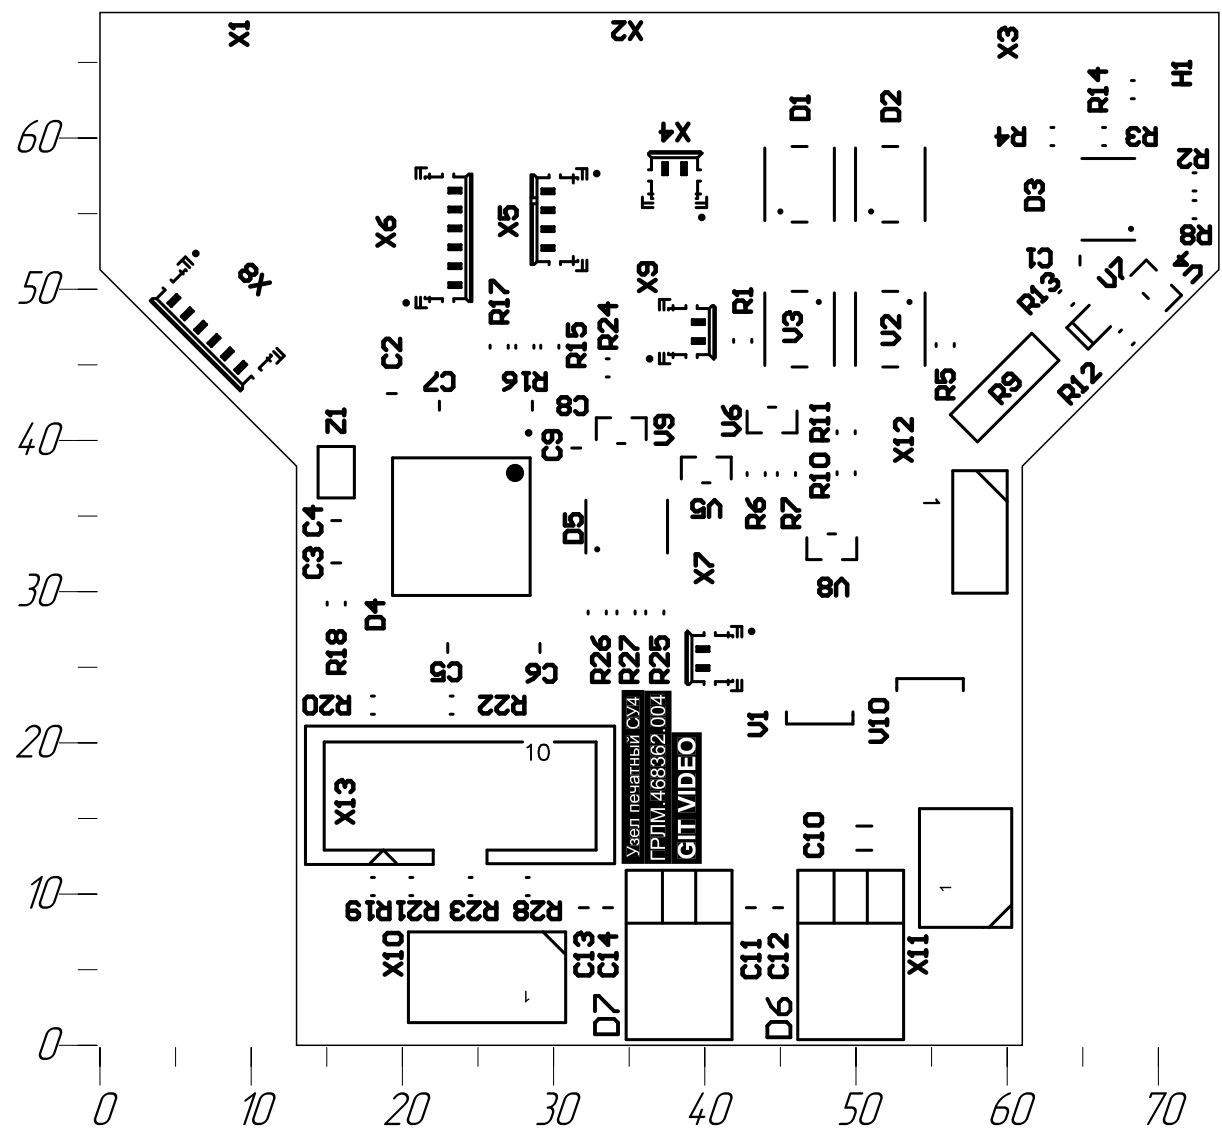 X1
X2
X3
H1
R14
D1
D2
60
X4
R4
R3
R2
D3
X6
X5
R8
X8
X9
C1
V7
V4
50
R17
R1
R13
V3
V2
R24
R15
C2
C7
R16
R5
R9
R12
C8
Z1
V6
R11
V9
C9
X12
40
R10
1
V5
R6
R7
C4
D5
C3
X7
V8
30
D4
R18
C5
C6
R26
R27
R25
R20
R22
V1
V10
20
10
X13
Узел печатный СУ4
ГРЛМ.468362.004
GIT VIDEO
C10
1
10
R19
R21
R23
R28
X10
C13
C14
C11
C12
X11
1
D7
D6
0
0
10
20
30
40
50
60
70